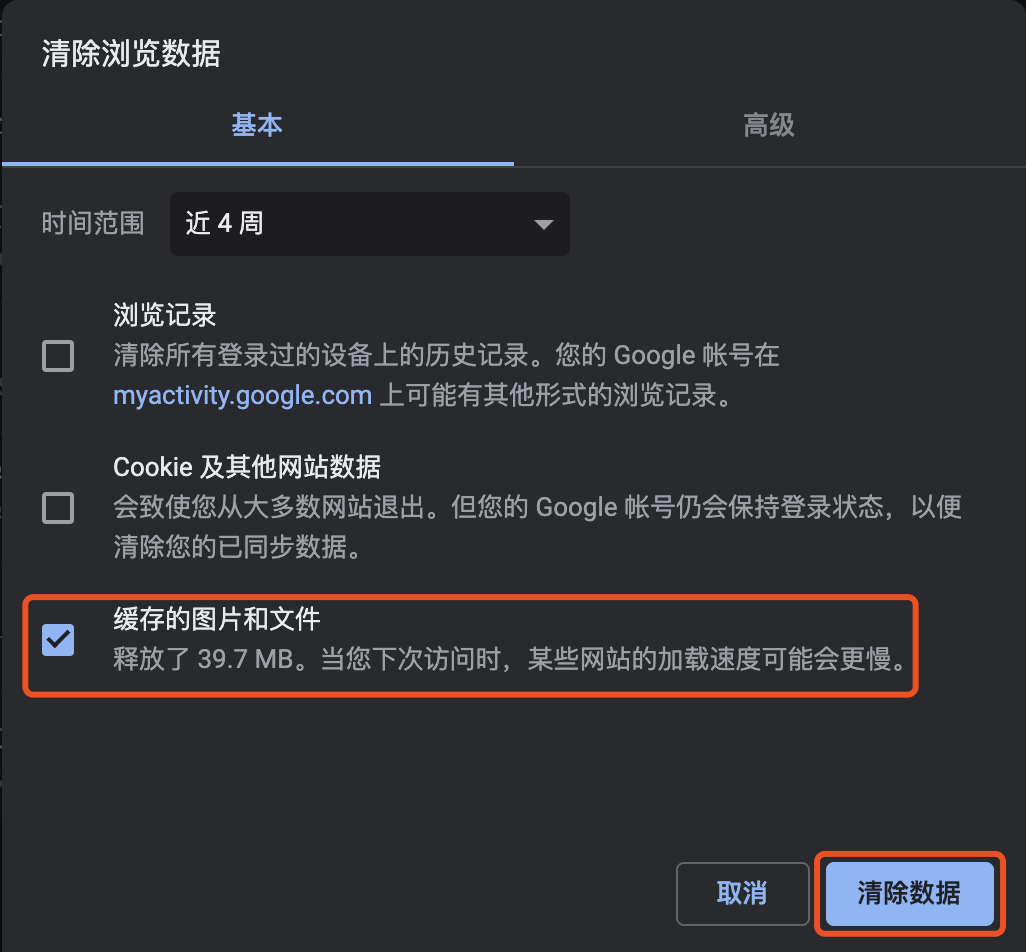 清除浏览数据
基本
高级
时间范围
近 4 周
浏览记录
清除所有登录过的设备上的历史记录。您的 Google 帐号在
myactivity.google.com 上可能有其他形式的浏览记录。
Cookie 及其他网站数据
会致使您从大多数网站退出。但您的 Google 帐号仍会保持登录状态，以便
清除您的已同步数据。
缓存的图片和文件
释放了 39.7 MB。当您下次访问时，某些网站的加载速度可能会更慢。
取消
清除数据